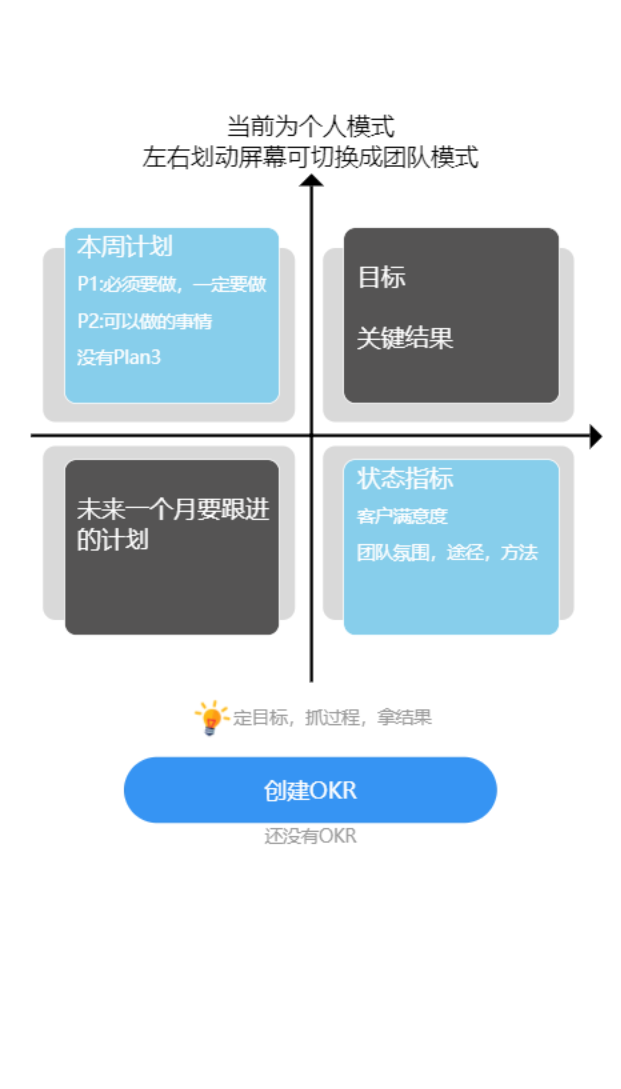 当前为个人模式
左右划动屏幕可切换成团队模式
本周计划
P1:必须要做，一定要做
P2:可以做的事情
没有Plan3
目标
关键结果
未来一个月要跟进
的计划
状态指标
客户满意度
团队氛围，途径，方法
定目标，抓过程，拿结果
创建OKR
还没有OKR